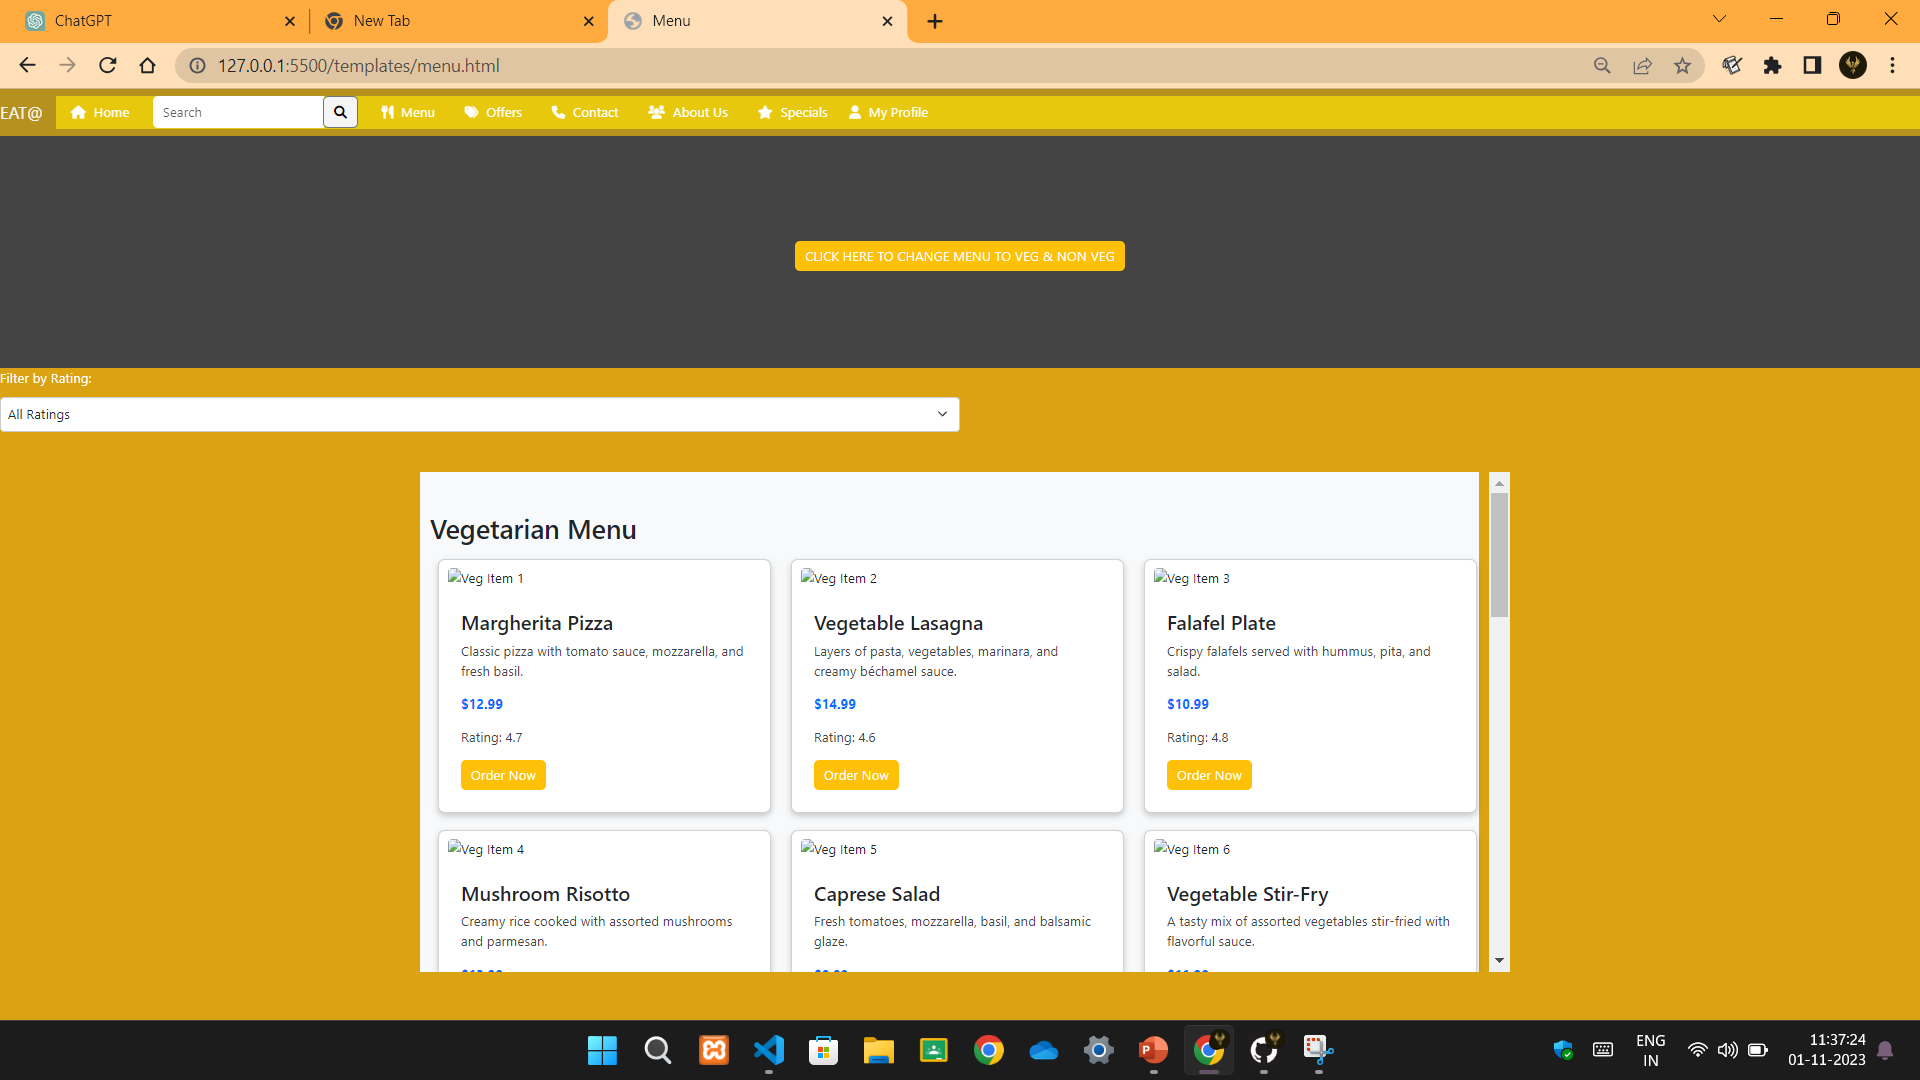 ChatGPT
New Tab
Menu
127.0.0.1:5500/templates/menu.html
EAT@ Home Search Menu Offers Contact About Us Specials My Profile
CLICK HERE TO CHANGE MENU TO VEG & NON VEG
Filter by Rating:
All Ratings
Vegetarian Menu
Veg Item 1
Margherita Pizza
Classic pizza with tomato sauce, mozzarella, and
fresh basil.
$12.99
Rating: 4.7
Order Now
Veg Item 2
Vegetable Lasagna
Layers of pasta, vegetables, marinara, and
creamy béchamel sauce.
$14.99
Rating: 4.6
Order Now
Veg Item 3
Falafel Plate
Crispy falafels served with hummus, pita, and
salad.
$10.99
Rating: 4.8
Order Now
Veg Item 4
Mushroom Risotto
Creamy rice cooked with assorted mushrooms
and parmesan.
Veg Item 5
Caprese Salad
Fresh tomatoes, mozzarella, basil, and balsamic
glaze.
Veg Item 6
Vegetable Stir-Fry
A tasty mix of assorted vegetables stir-fried with
flavorful sauce.
ENG
IN
11:37:24
01-11-2023